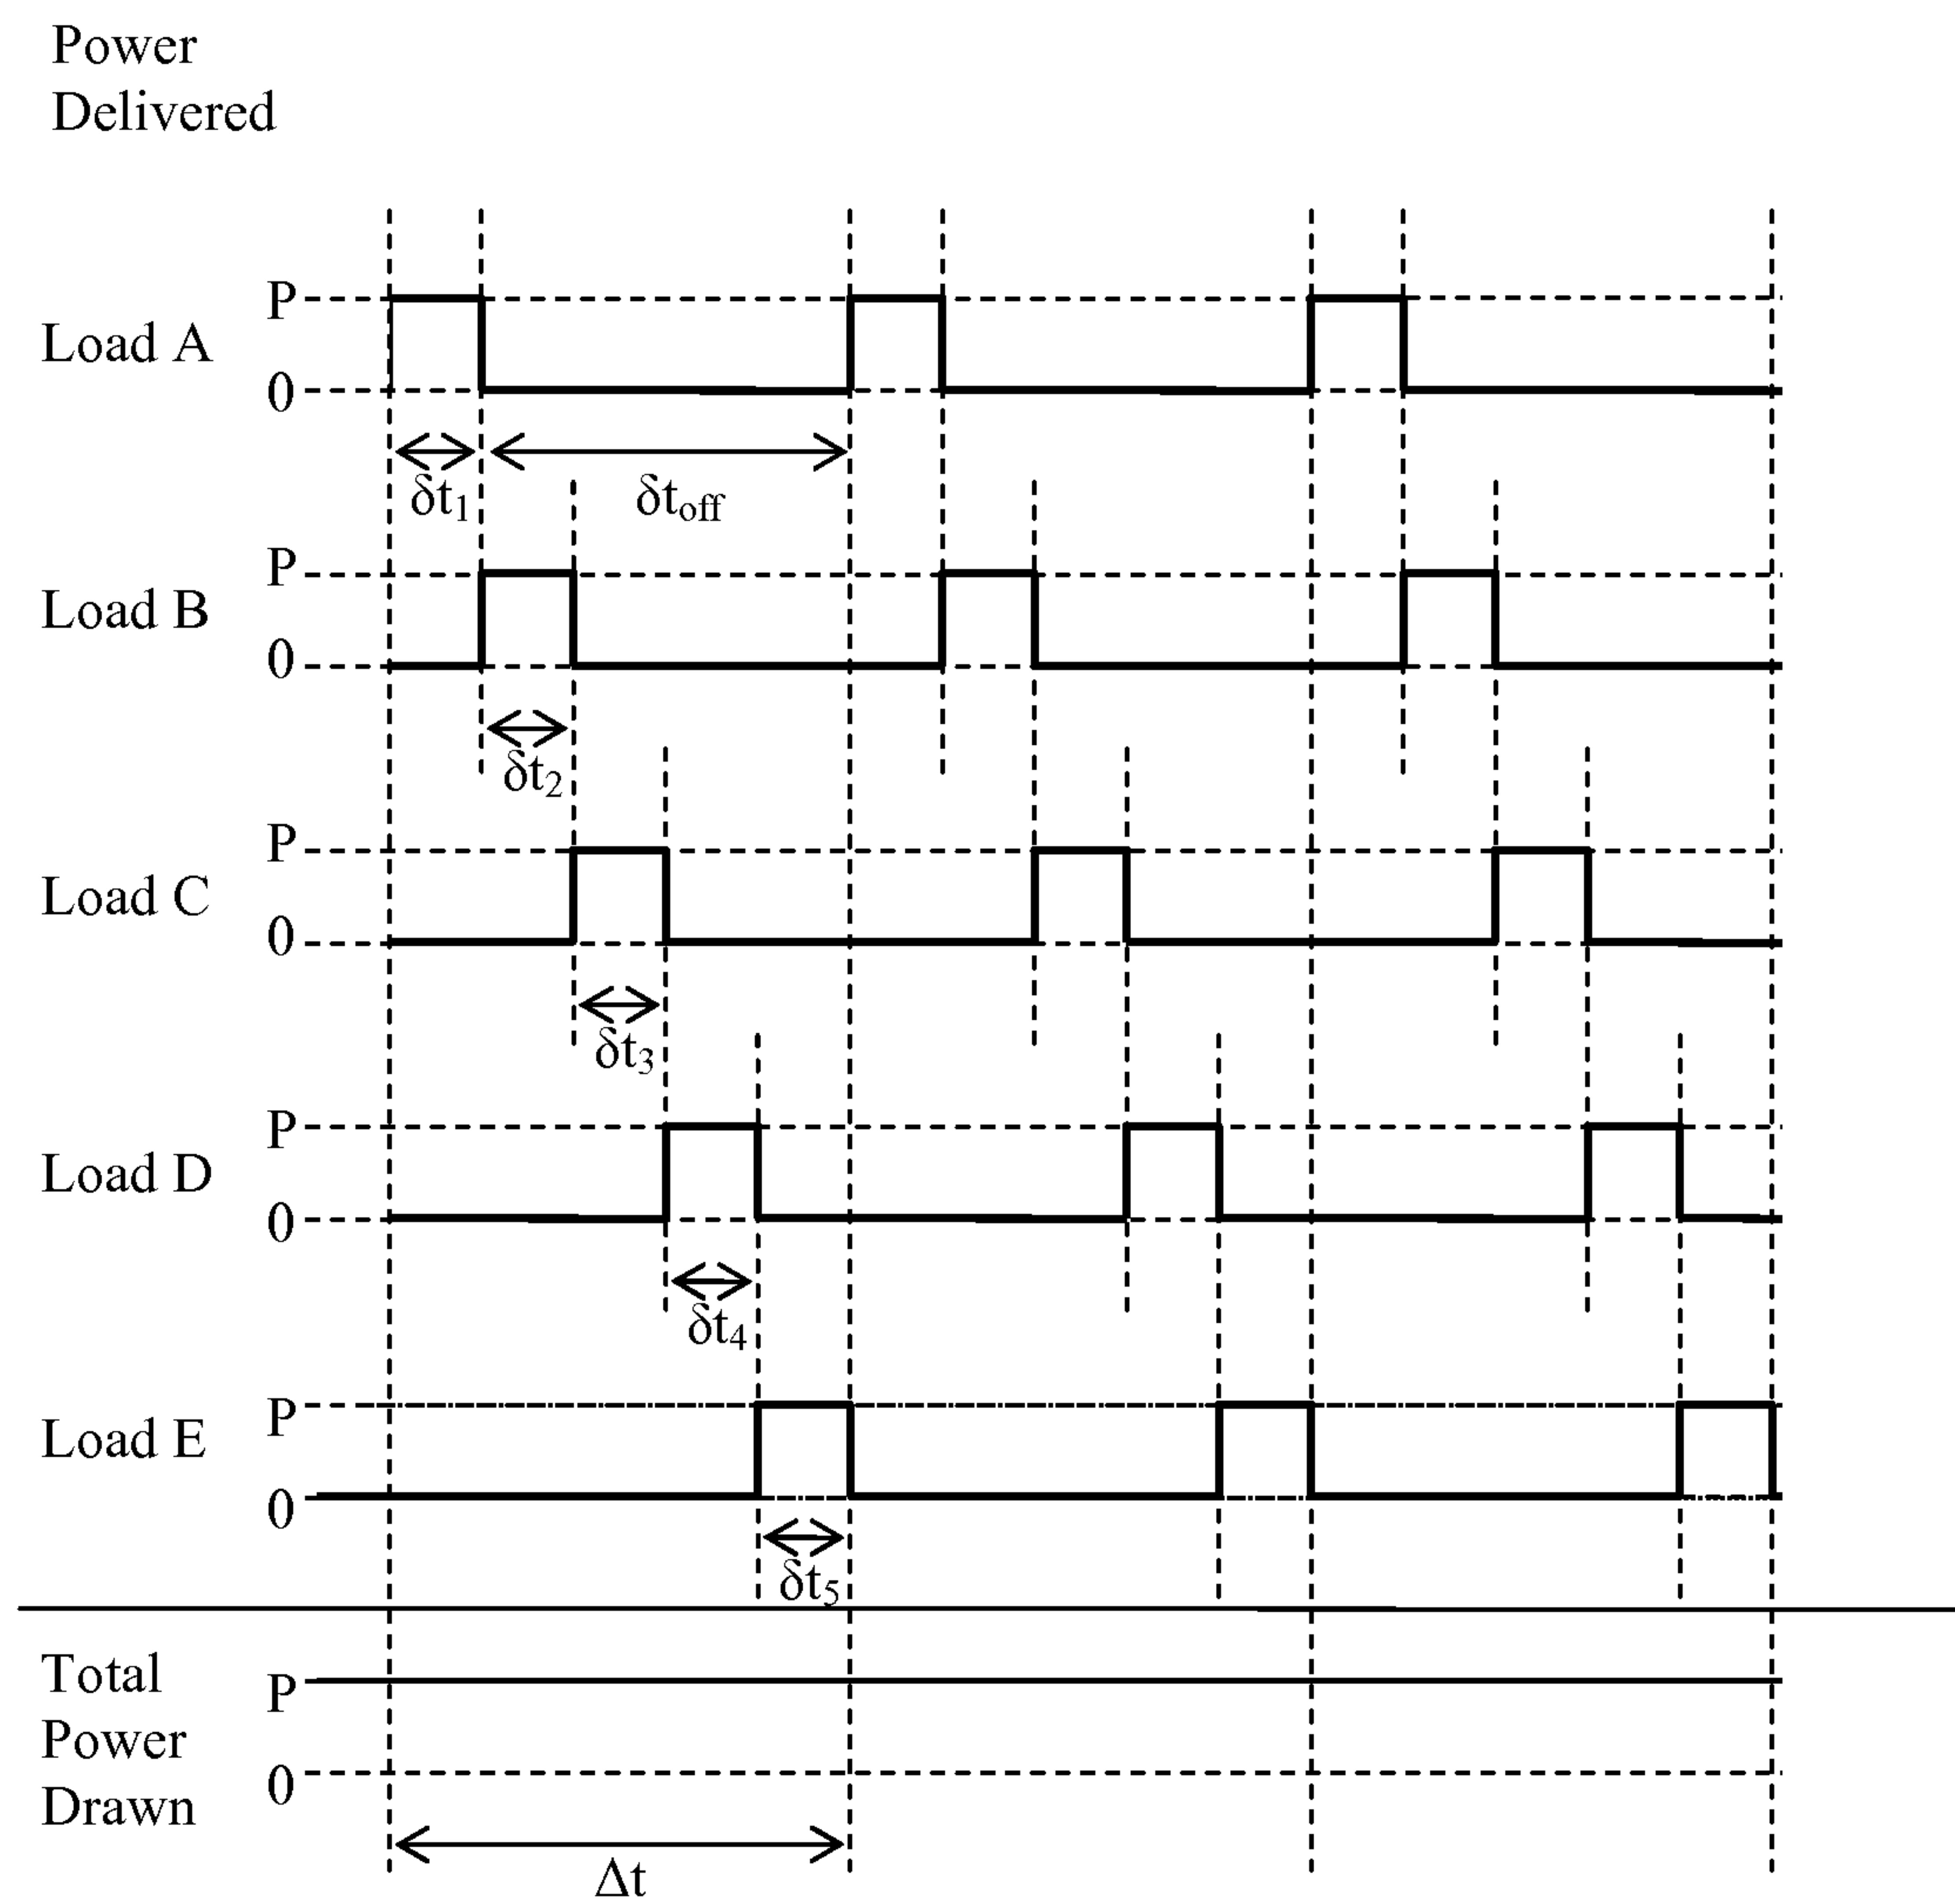 Power
Delivered
P
Load A
0
δt1 δtoff
P
Load B
0
δt2
P
Load C
0
δt3
P
Load D
0
δt4
P
Load E
0
δt5
Total
P
Power
0
Drawn
Δt